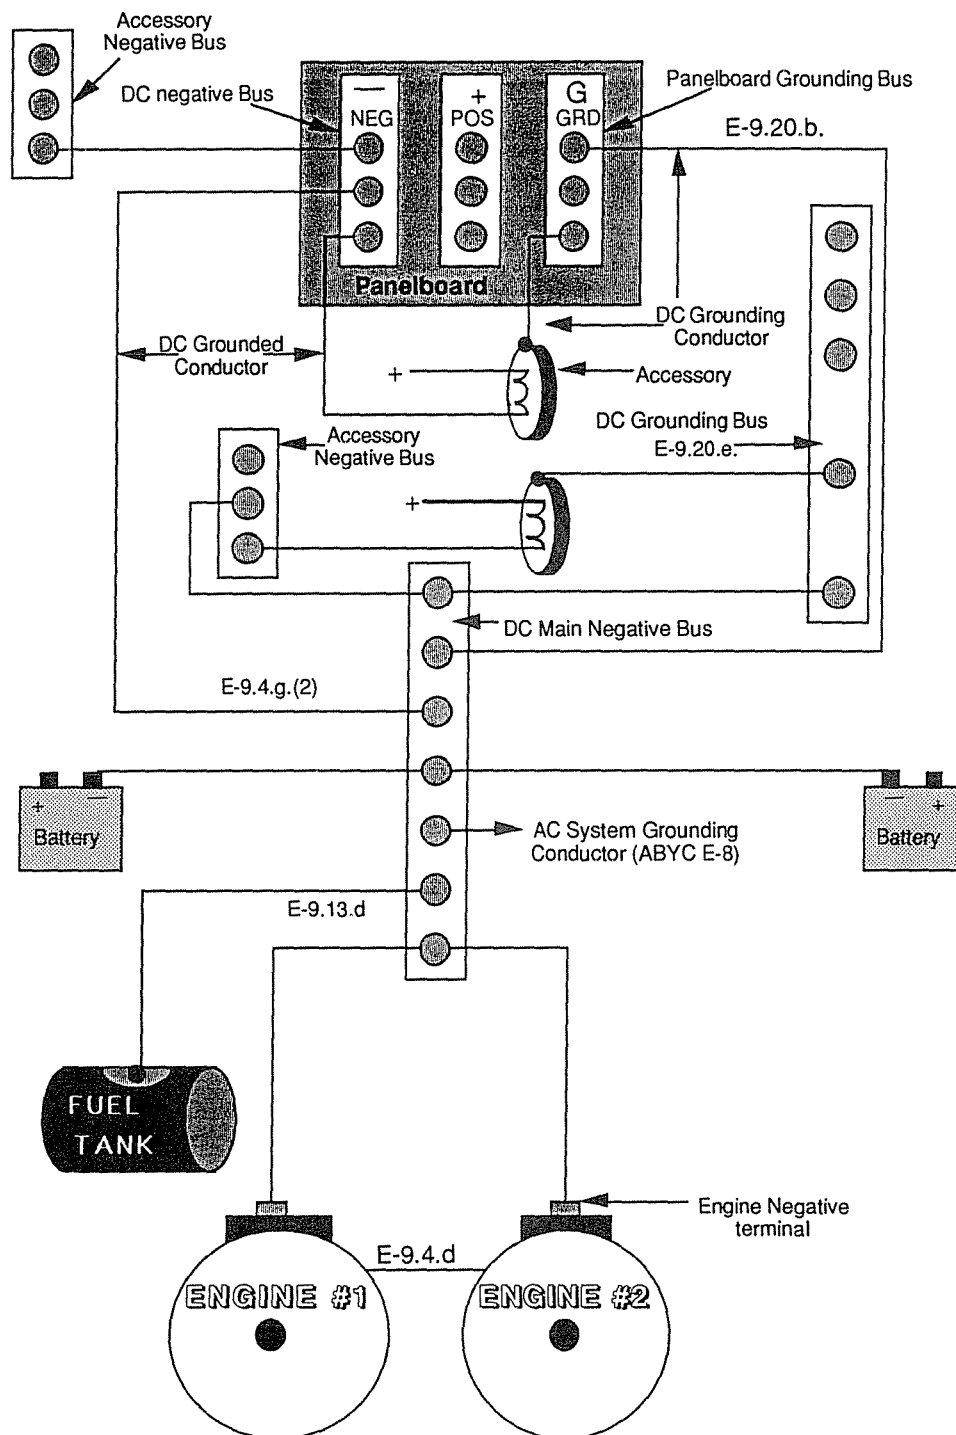 Accessory
Negative Bus
DC negative Bus
—
NEG
+
POS
G
GRD
Panelboard Grounding Bus
E-9.20.b.
Panelboard
DC Grounded
Conductor
DC Grounding
Conductor
+
Accessory
Accessory
Negative Bus
DC Grounding Bus
E-9.20.e.
+
DC Main Negative Bus
E-9.4.g.(2)
+ —
Battery
— +
Battery
AC System Grounding
Conductor (ABYC E-8)
E-9.13.d
FUEL
TANK
Engine Negative
terminal
E-9.4.d
ENGINE #1
ENGINE #2